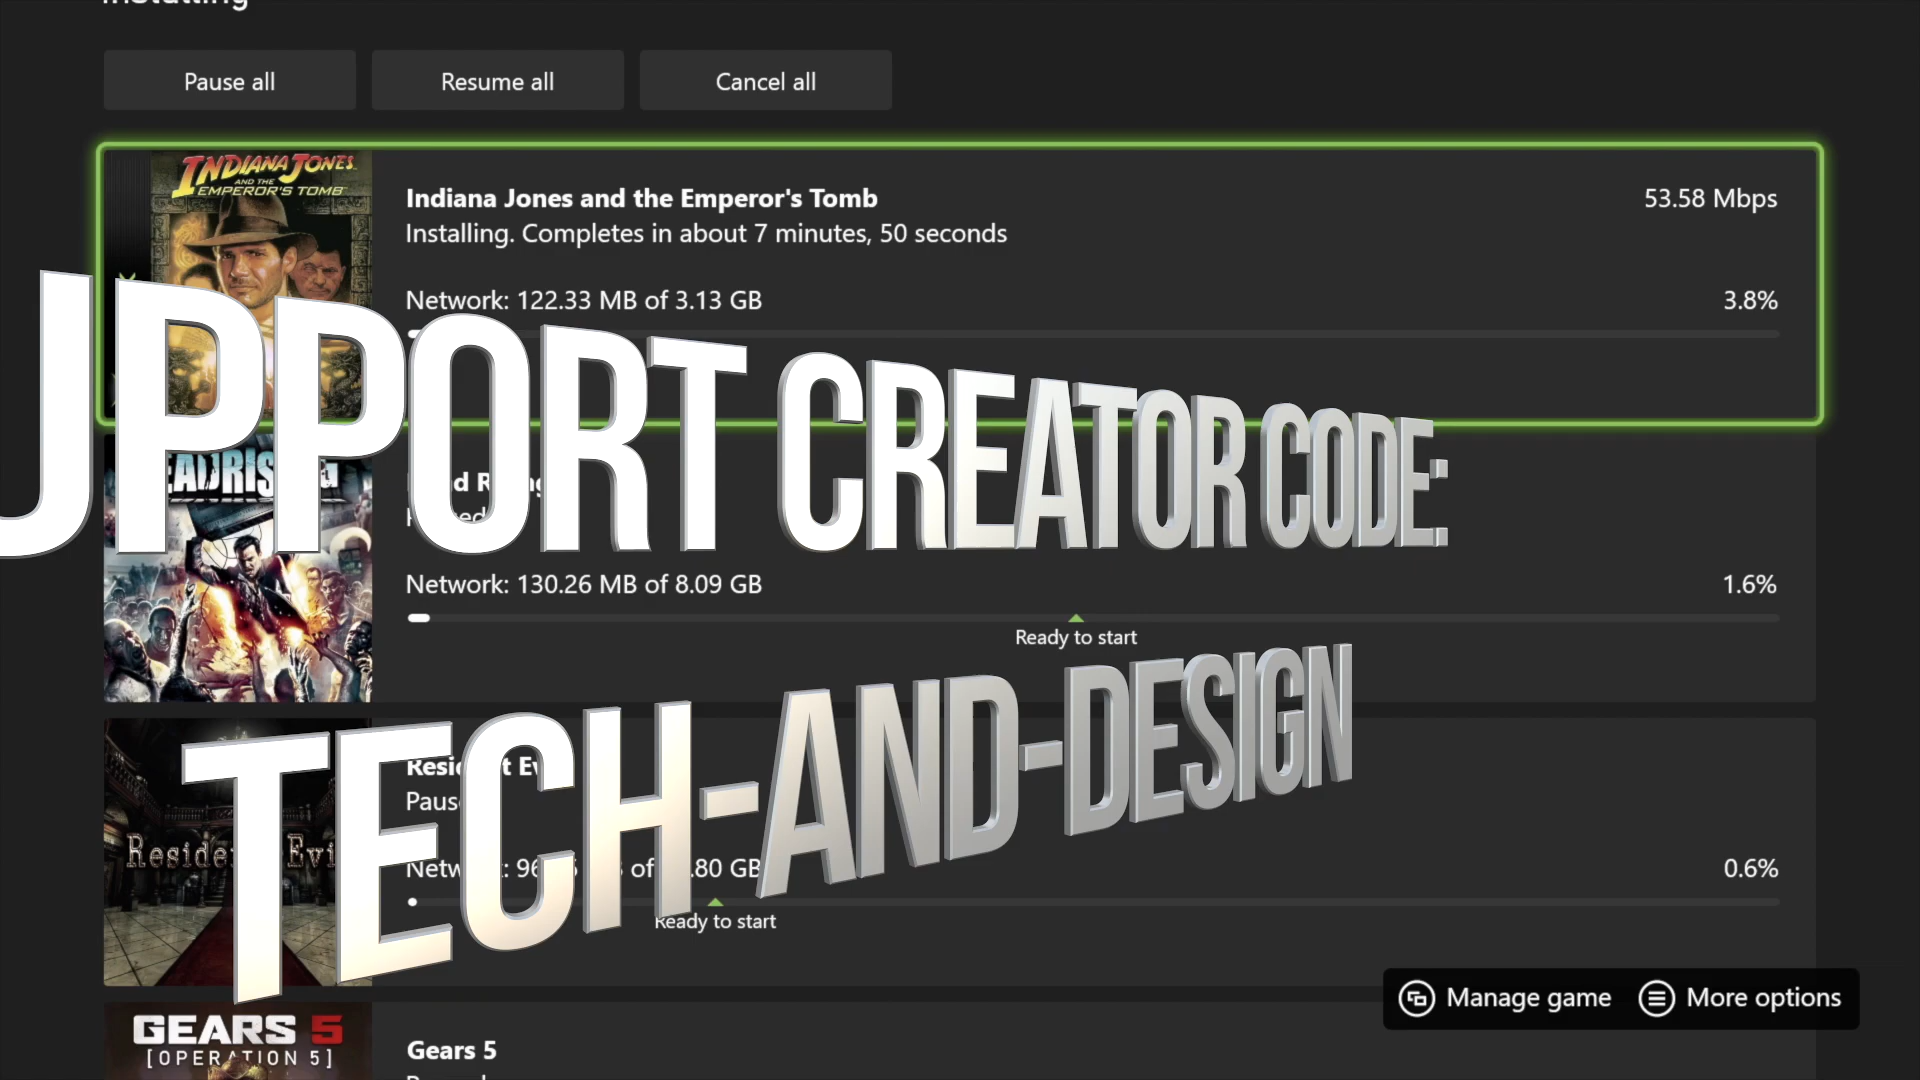 Installing
Pause all
Resume all
Cancel all
INDIANA JONES
AND THE
EMPEROR'S TOMB
Indiana Jones and the Emperor's Tomb
53.58 Mbps
Installing. Completes in about 7 minutes, 50 seconds
Network: 122.33 MB of 3.13 GB
3.8%
UPPORT CREATOR CODE:
Network: 130.26 MB of 8.09 GB
1.6%
Ready to start
TECH-AND-DESIGN
0.6%
Ready to start
Manage game
More options
GEARS 5
[OPERATION 5]
Gears 5